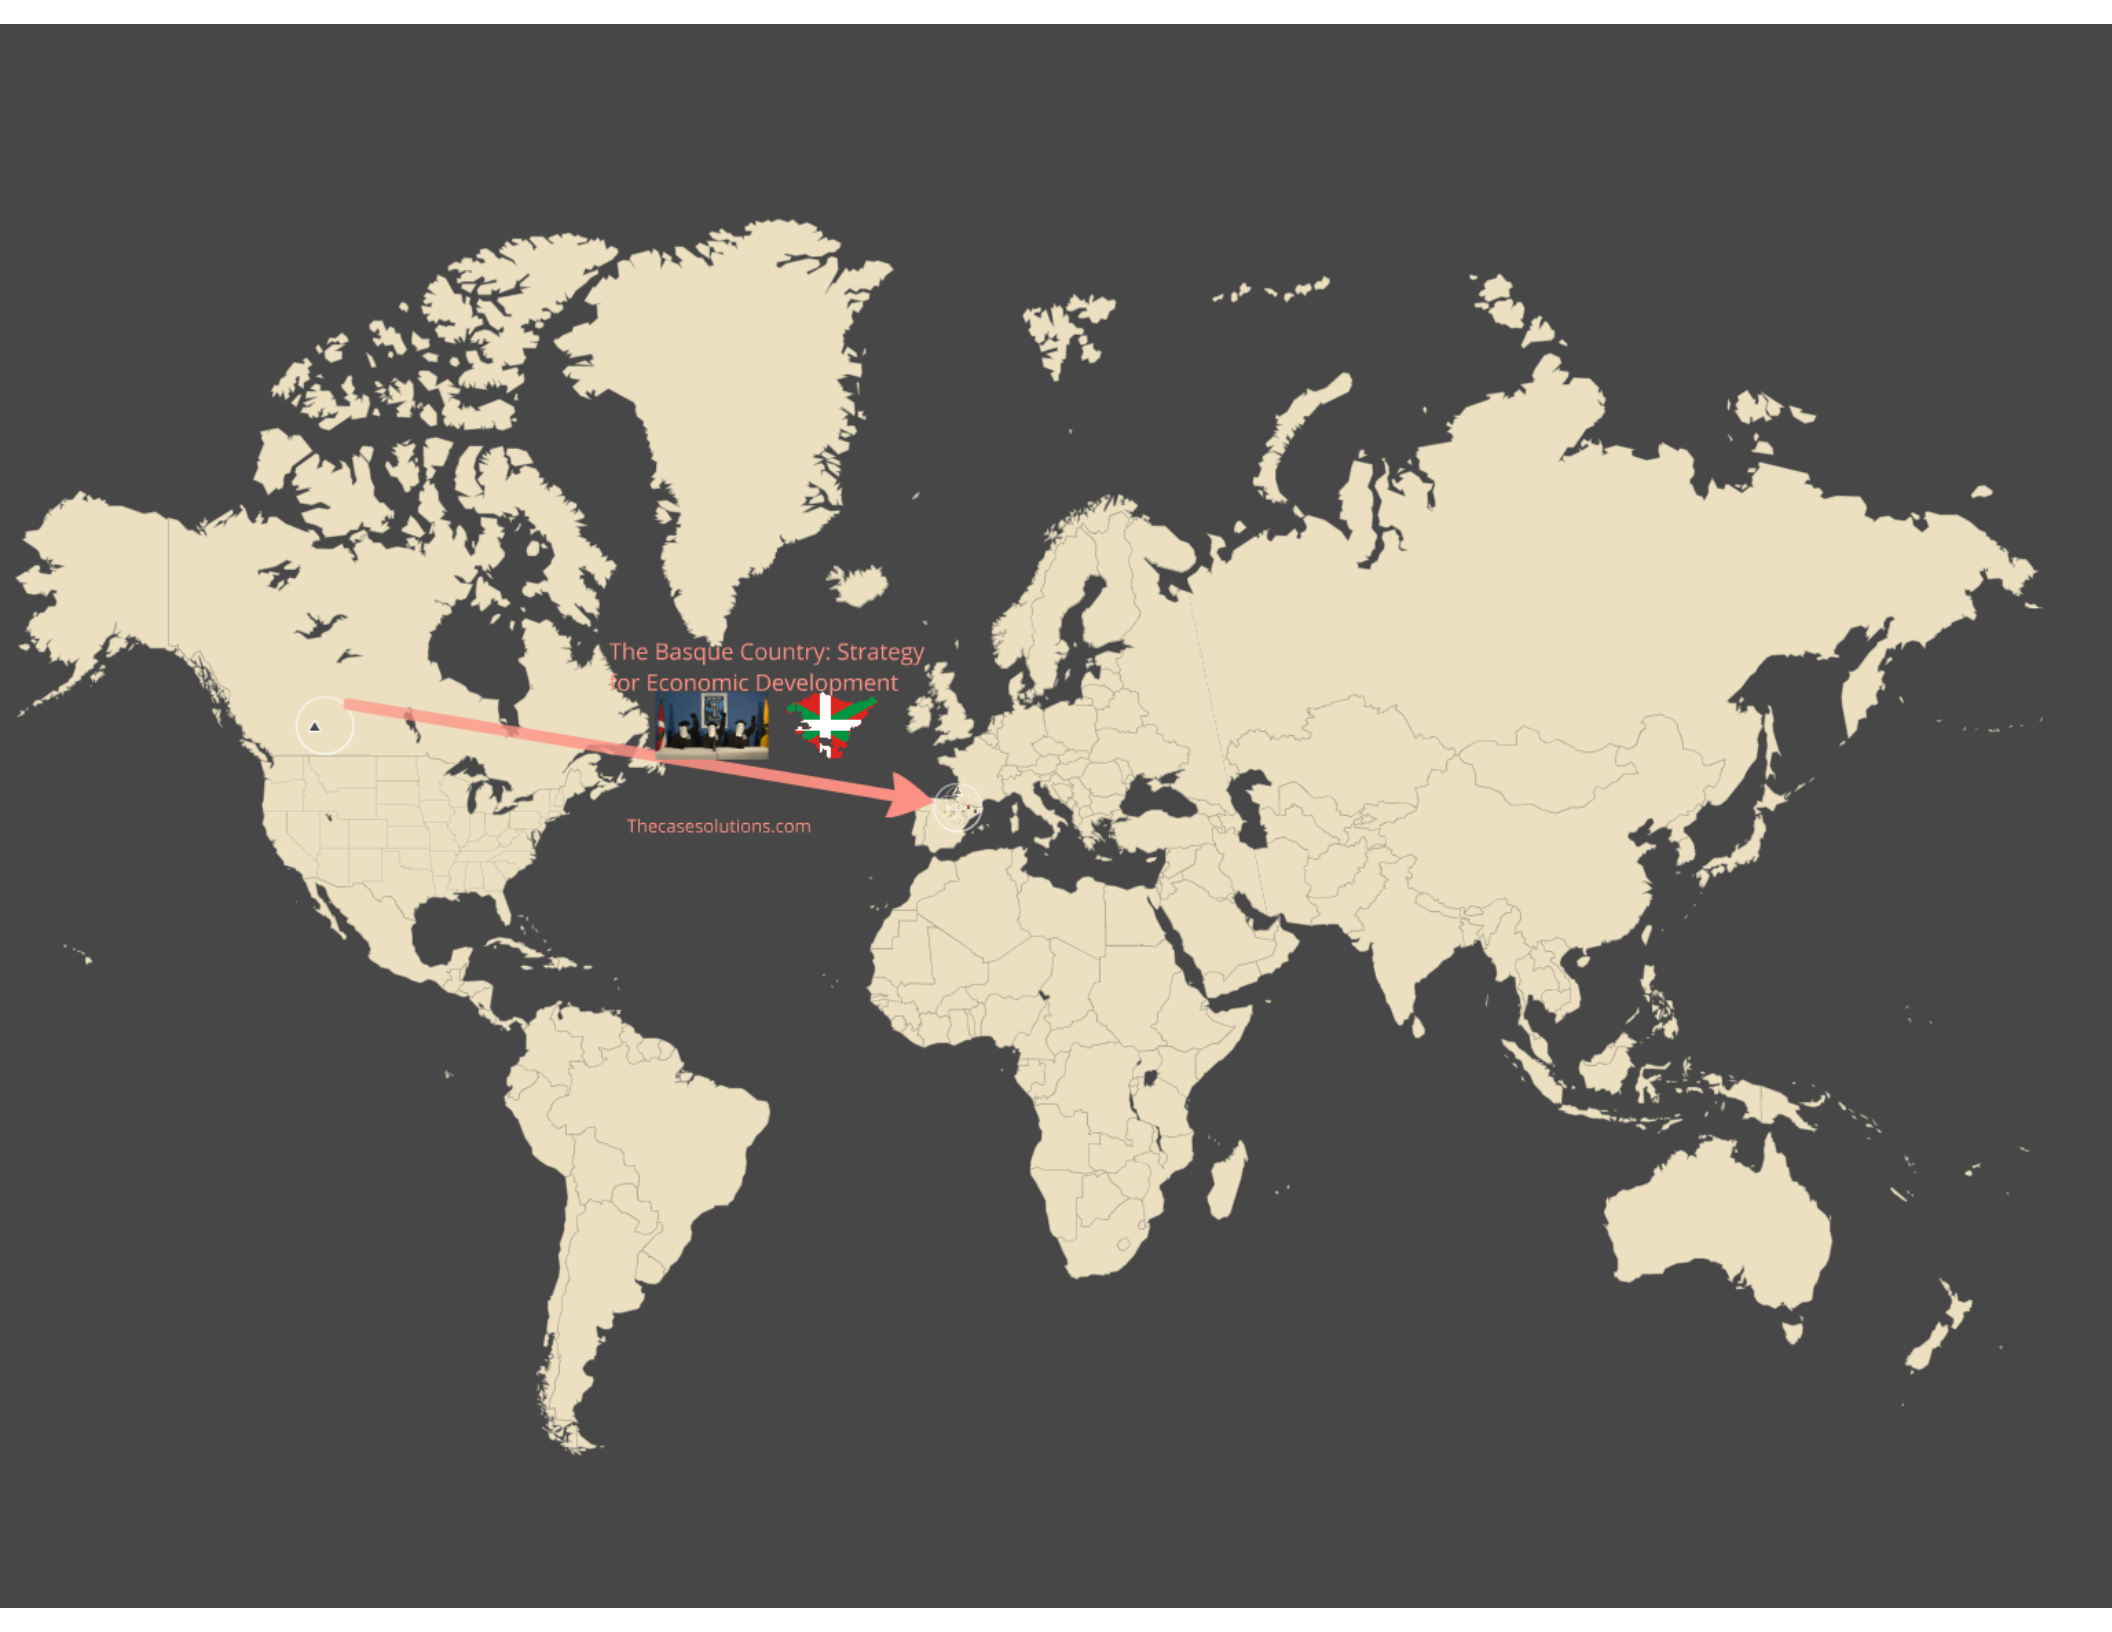 The Basque Country: Strategy
for Economic Development
Thecasesolutions.com